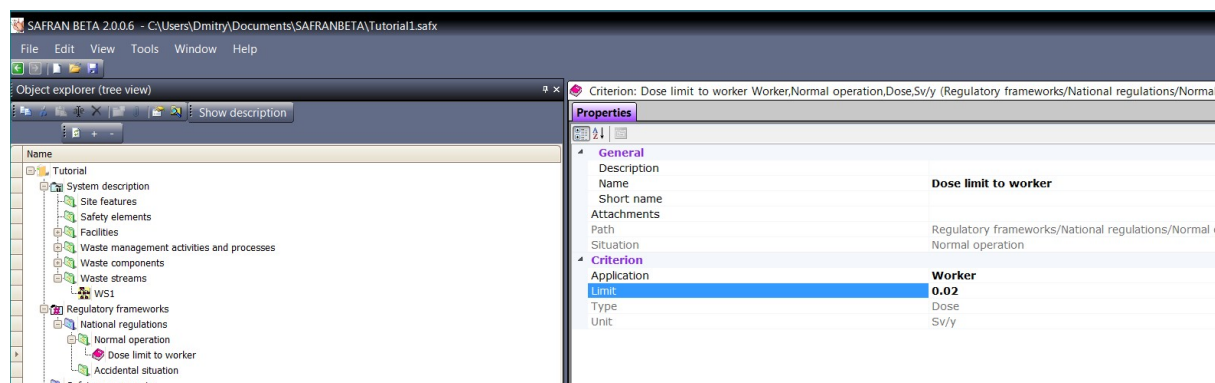 SAFRAN BETA 2.0.0.6 - C:\Users\Dmitry\Documents\SAFRANBETA\Tutorial1.safx
File Edit View Tools Window Help
Object explorer (tree view)
Show description
Name
Tutorial
System description
Site features
Safety elements
Facilities
Waste management activities and processes
Waste components
Waste streams
WS1
Regulatory frameworks
National regulations
Normal operation
Dose limit to worker
Accidental situation
Criterion: Dose limit to worker Worker,Normal operation,Dose,Sv/y (Regulatory frameworks/National regulations/Normal
Properties
General
Description
Name Dose limit to worker
Short name
Attachments
Path Regulatory frameworks/National regulations/Normal
Situation Normal operation
Criterion
Application Worker
Limit 0.02
Type Dose
Unit Sv/y